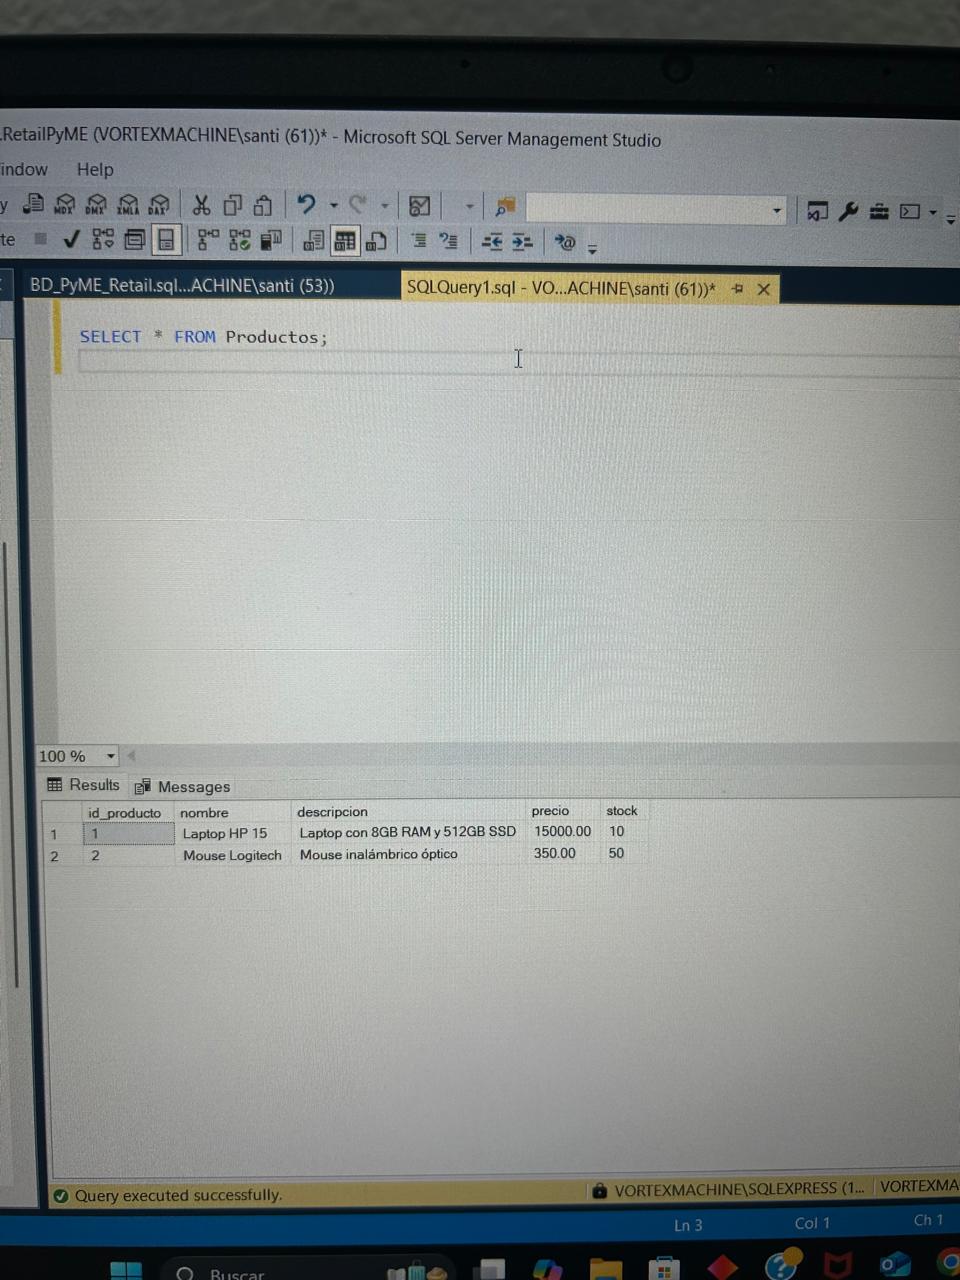 .RetailPyME (VORTEXMACHINE\santi (61))* - Microsoft SQL Server Management Studio
indow Help
y MDX DMX XMLA DAX
te
BD_PyME_Retail.sql...ACHINE\santi (53)) SQLQuery1.sql - VO...ACHINE\santi (61))*
SELECT * FROM Productos;
100 %
Results Messages
id_producto nombre descripcion precio stock
1 1 Laptop HP 15 Laptop con 8GB RAM y 512GB SSD 15000.00 10
2 2 Mouse Logitech Mouse inalámbrico óptico 350.00 50
Query executed successfully. VORTEXMACHINE\SQLEXPRESS (1... VORTEXMA
Ln 3 Col 1 Ch 1
Buscar